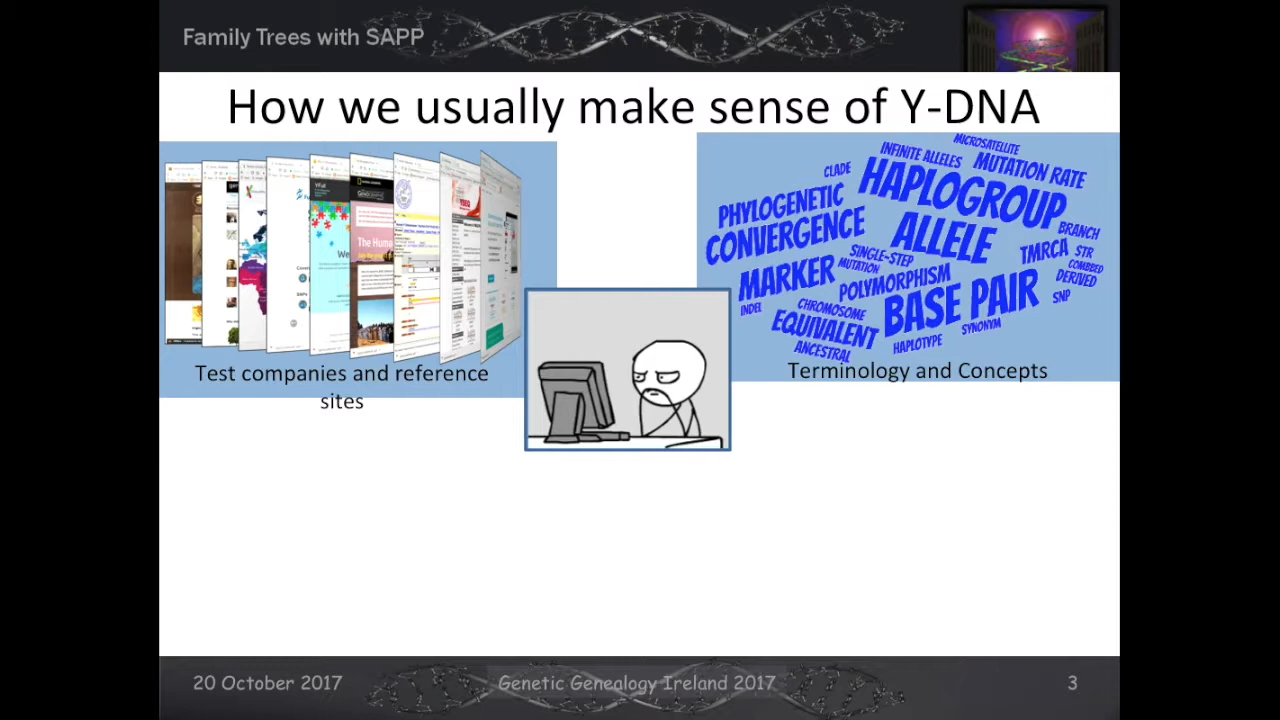 Family Trees with SAPP
How we usually make sense of Y-DNA
Test companies and reference
sites
MICROSATELLITE
INFINITE ALLELES
MUTATION RATE
CLADE
HAPLOGROUP
PHYLOGENETIC
CONVERGENCE
ALLELE
BRANCH
TMRCA
STR
SINGLE-STEP
MUTATION
COMBBED
DERIVED
MARKER
POLYMORPHISM
BASE PAIR
SNP
INDEL
CHROMOSOME
EQUIVALENT
SYNONYM
ANCESTRAL
HAPLOTYPE
Terminology and Concepts
20 October 2017
Genetic Genealogy Ireland 2017
3